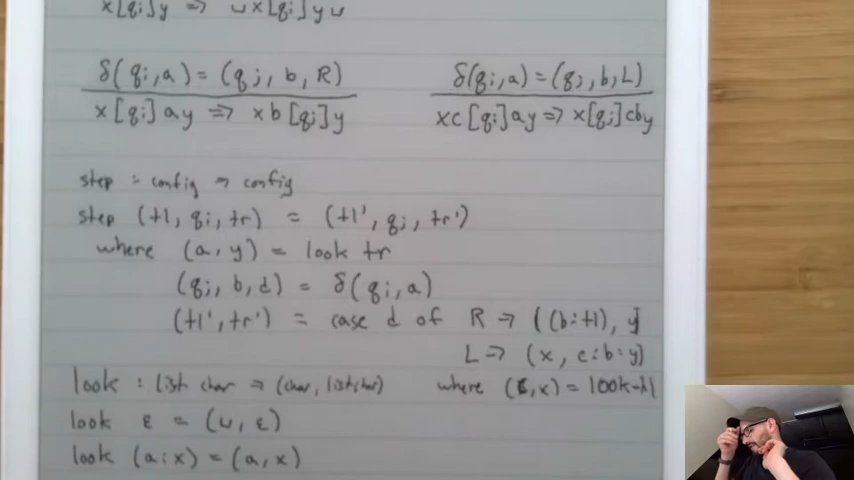 x[qi]y => ⊔x[qi]y⊔
δ(qi,a) = (qj, b, R)
x[qi]ay => xb[qj]y
δ(qi,a) = (qj,b,L)
xc[qi]ay => x[qj]cby
step : config → config
step (tl, qi, tr) = (tl', qj, tr')
where (a,y) = look tr
(qj, b, d) = δ(qi,a)
(tl', tr') = case d of R → ((b:tl), y)
L → (x, c:b:y)
where (c,x) = look tl
look : list char → (char, list char)
look ε = (⊔, ε)
look (a:x) = (a, x)